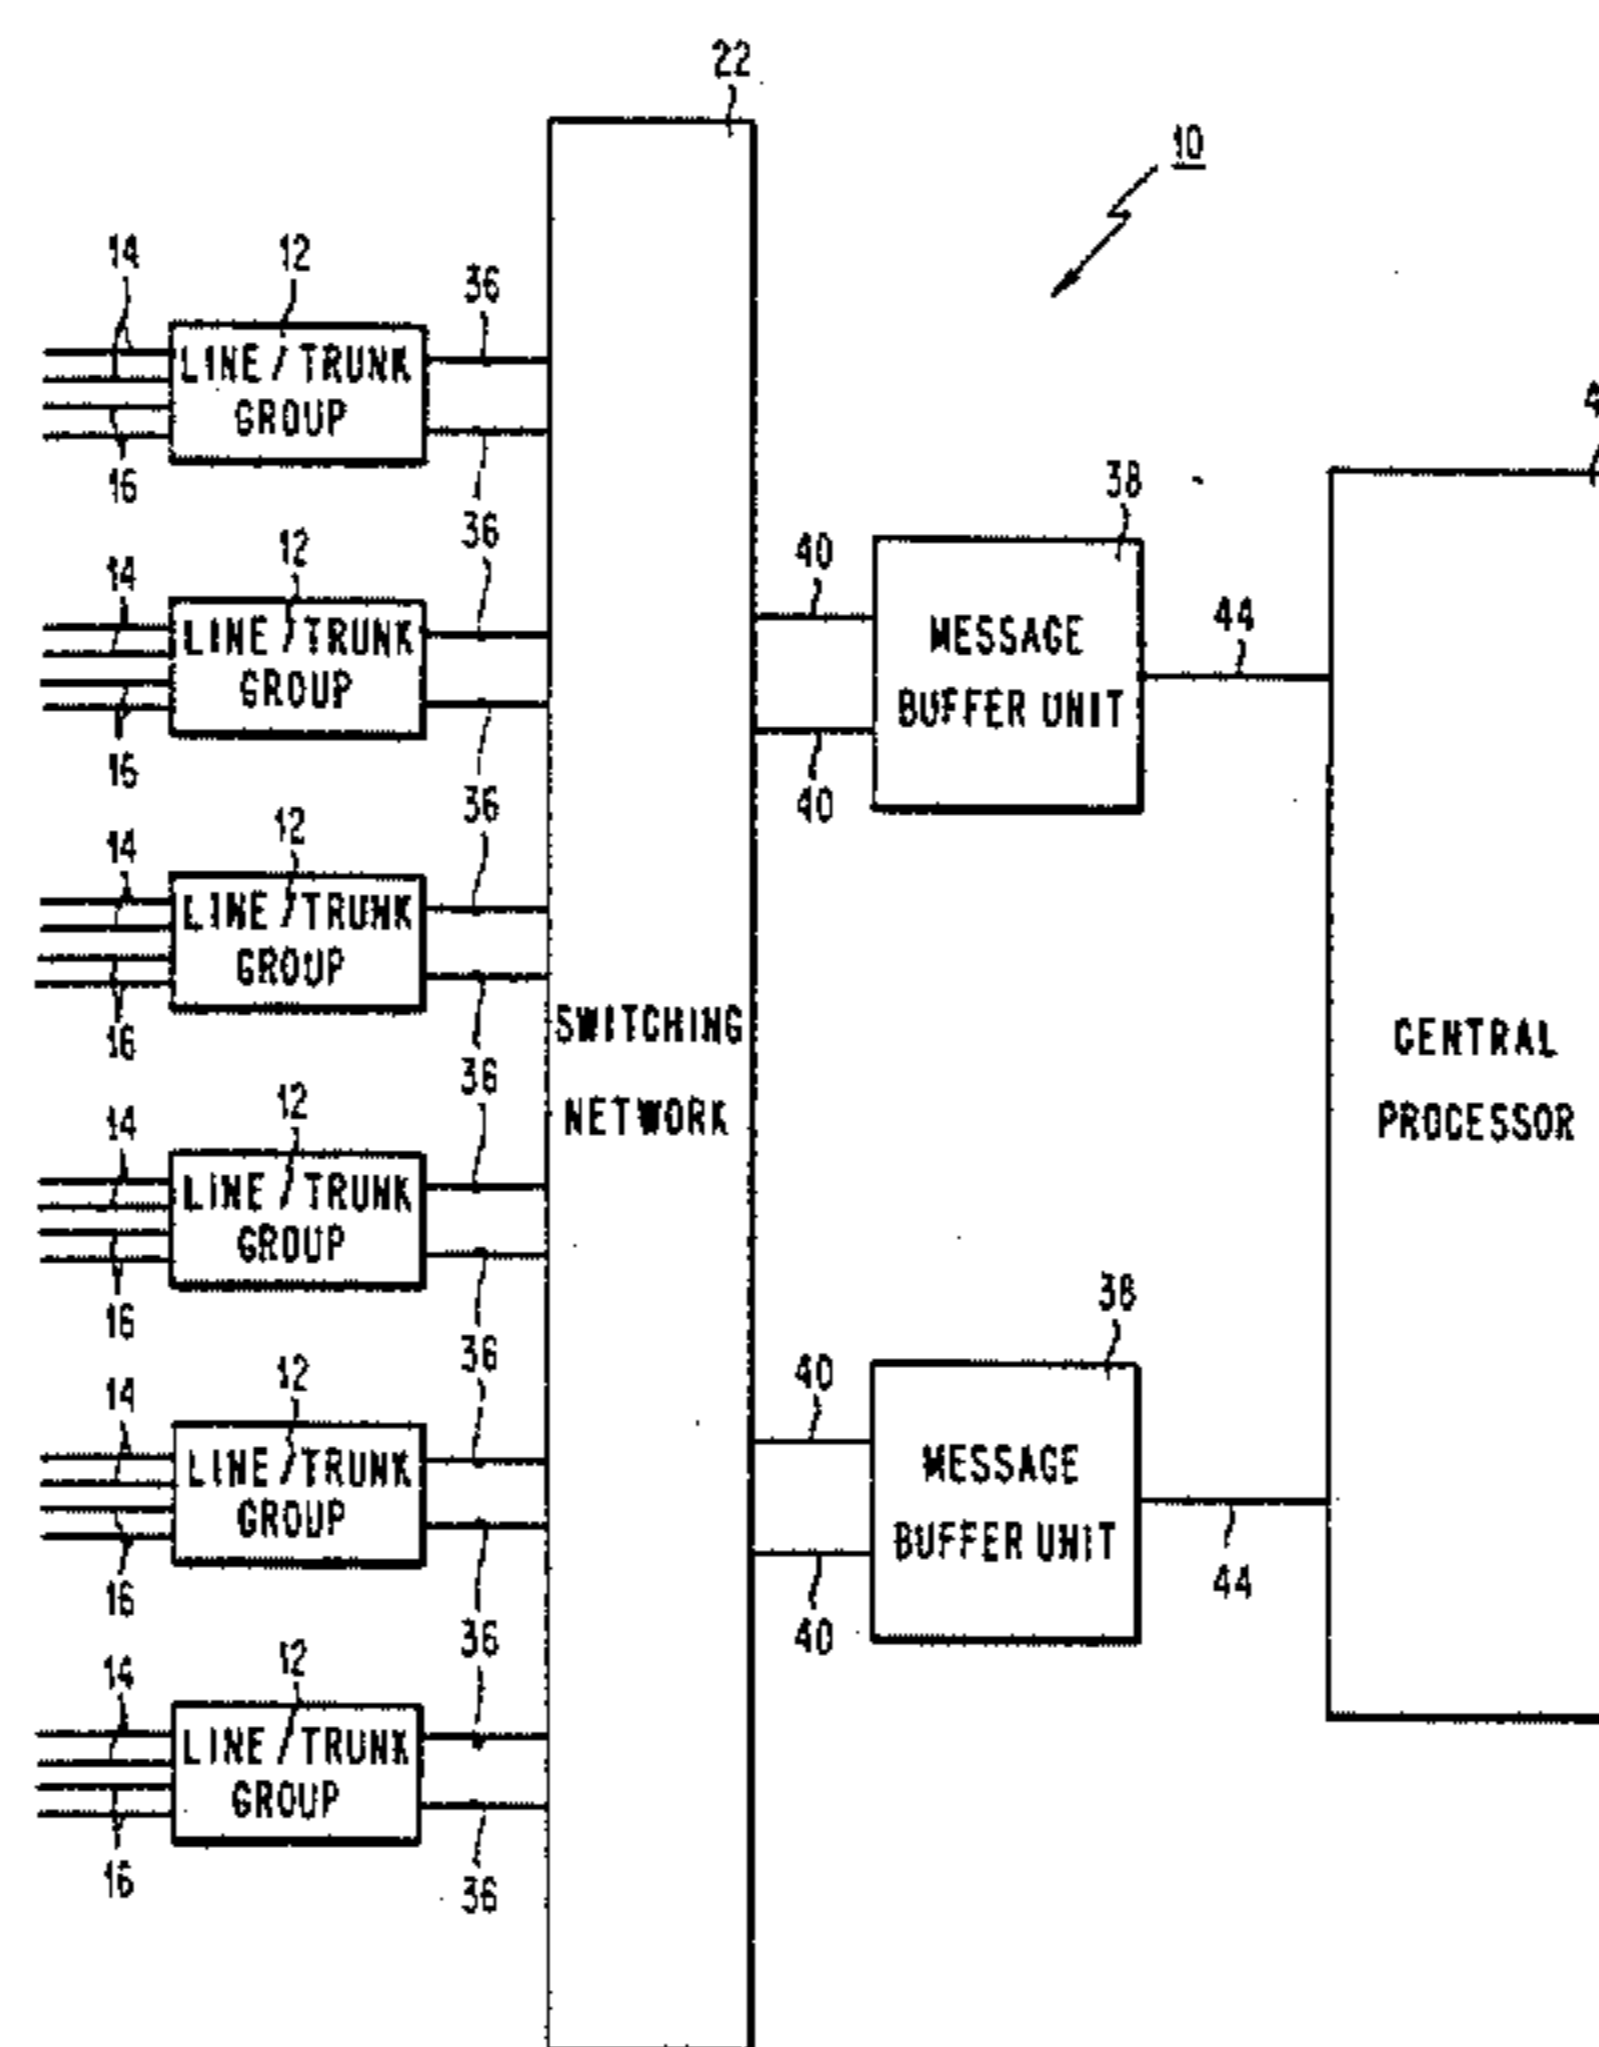 22
10
14
12
36
LINE / TRUNK
GROUP
16
36
14
12
LINE / TRUNK
GROUP
16
36
14
12
LINE / TRUNK
GROUP
16
36
14
12
LINE / TRUNK
GROUP
16
36
14
12
LINE / TRUNK
GROUP
16
36
14
12
LINE / TRUNK
GROUP
16
36
SWITCHING
NETWORK
40
38
MESSAGE
BUFFER UNIT
40
44
40
38
MESSAGE
BUFFER UNIT
40
44
CENTRAL
PROCESSOR